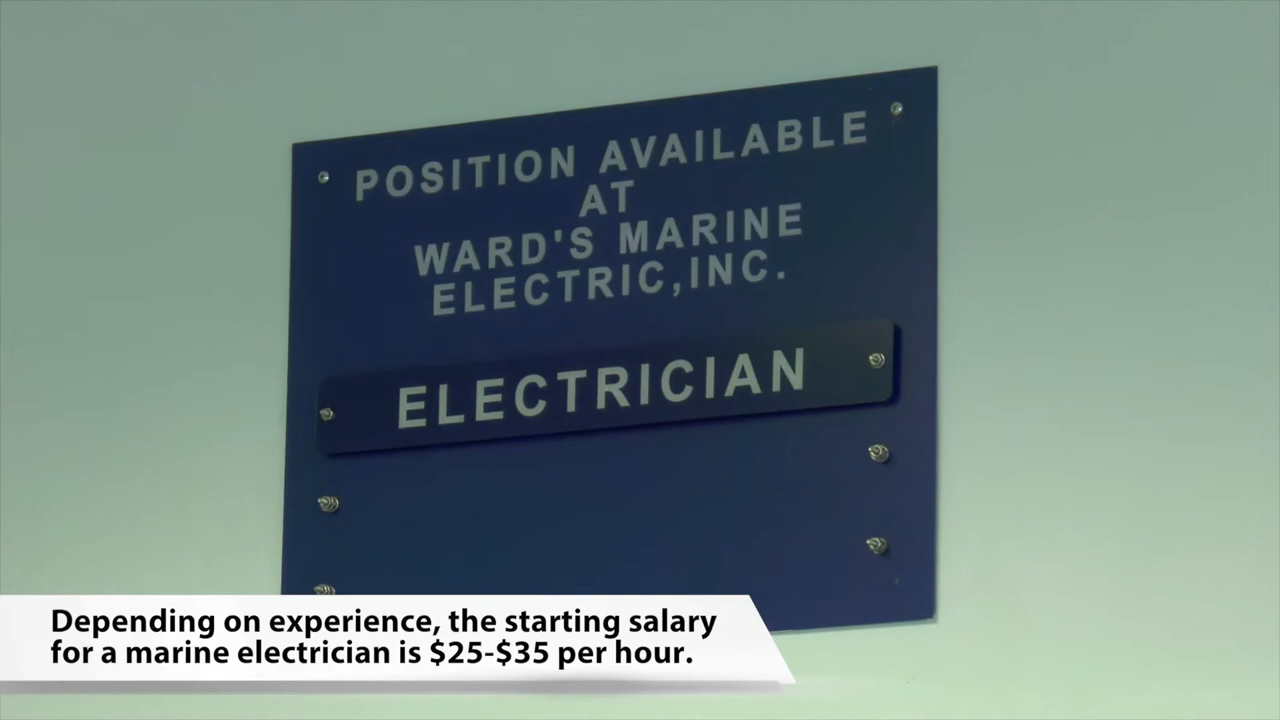 POSITION AVAILABLE
AT
WARD'S MARINE
ELECTRIC,INC.
ELECTRICIAN
Depending on experience, the starting salary
for a marine electrician is $25-$35 per hour.